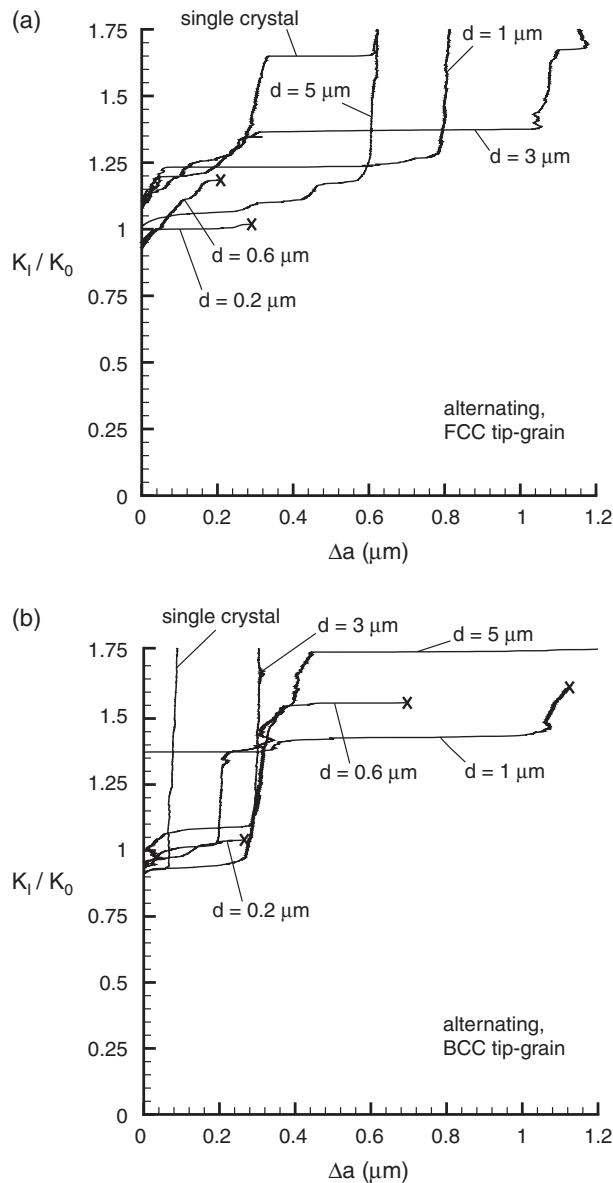 (a)
single crystal
d = 1 μm
d = 5 μm
d = 3 μm
d = 0.6 μm
d = 0.2 μm
1.75
1.5
1.25
1
0.75
0.5
0.25
0
K_I / K_0
alternating,
FCC tip-grain
0 0.2 0.4 0.6 0.8 1 1.2
Δa (μm)
(b)
single crystal
d = 3 μm
d = 5 μm
d = 0.6 μm
d = 1 μm
d = 0.2 μm
1.75
1.5
1.25
1
0.75
0.5
0.25
0
K_I / K_0
alternating,
BCC tip-grain
0 0.2 0.4 0.6 0.8 1 1.2
Δa (μm)